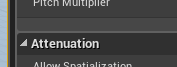 Pitch Multiplier
Attenuation
Allow Spatialization